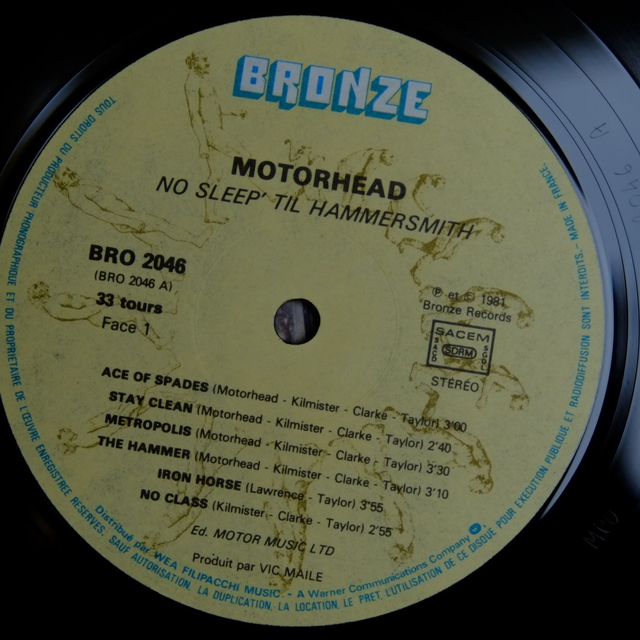 BRONZE
MOTORHEAD
NO SLEEP' TIL HAMMERSMITH
BRO 2046
(BRO 2046 A)
33 tours
Face 1
℗ et © 1981
Bronze Records
SACEM
SDRM
STÉRÉO
ACE OF SPADES (Motorhead - Kilmister - Clarke - Taylor) 3'00
STAY CLEAN (Motorhead - Kilmister - Clarke - Taylor) 2'40
METROPOLIS (Motorhead - Kilmister - Clarke - Taylor) 3'30
THE HAMMER (Motorhead - Kilmister - Clarke - Taylor) 3'10
IRON HORSE (Lawrence - Taylor) 3'55
NO CLASS (Kilmister - Clarke - Taylor) 2'55
Ed. MOTOR MUSIC LTD
Produit par VIC MAILE
Distribué par WEA FILIPACCHI MUSIC - A Warner Communications Company
TOUS DROITS DU PRODUCTEUR PHONOGRAPHIQUE ET DU PROPRIETAIRE DE L'ŒUVRE ENREGISTREE RESERVES. SAUF AUTORISATION, LA DUPLICATION, LA LOCATION, LE PRET, L'UTILISATION DE CE DISQUE POUR EXECUTION PUBLIQUE ET RADIODIFFUSION SONT INTERDITS. - MADE IN FRANCE